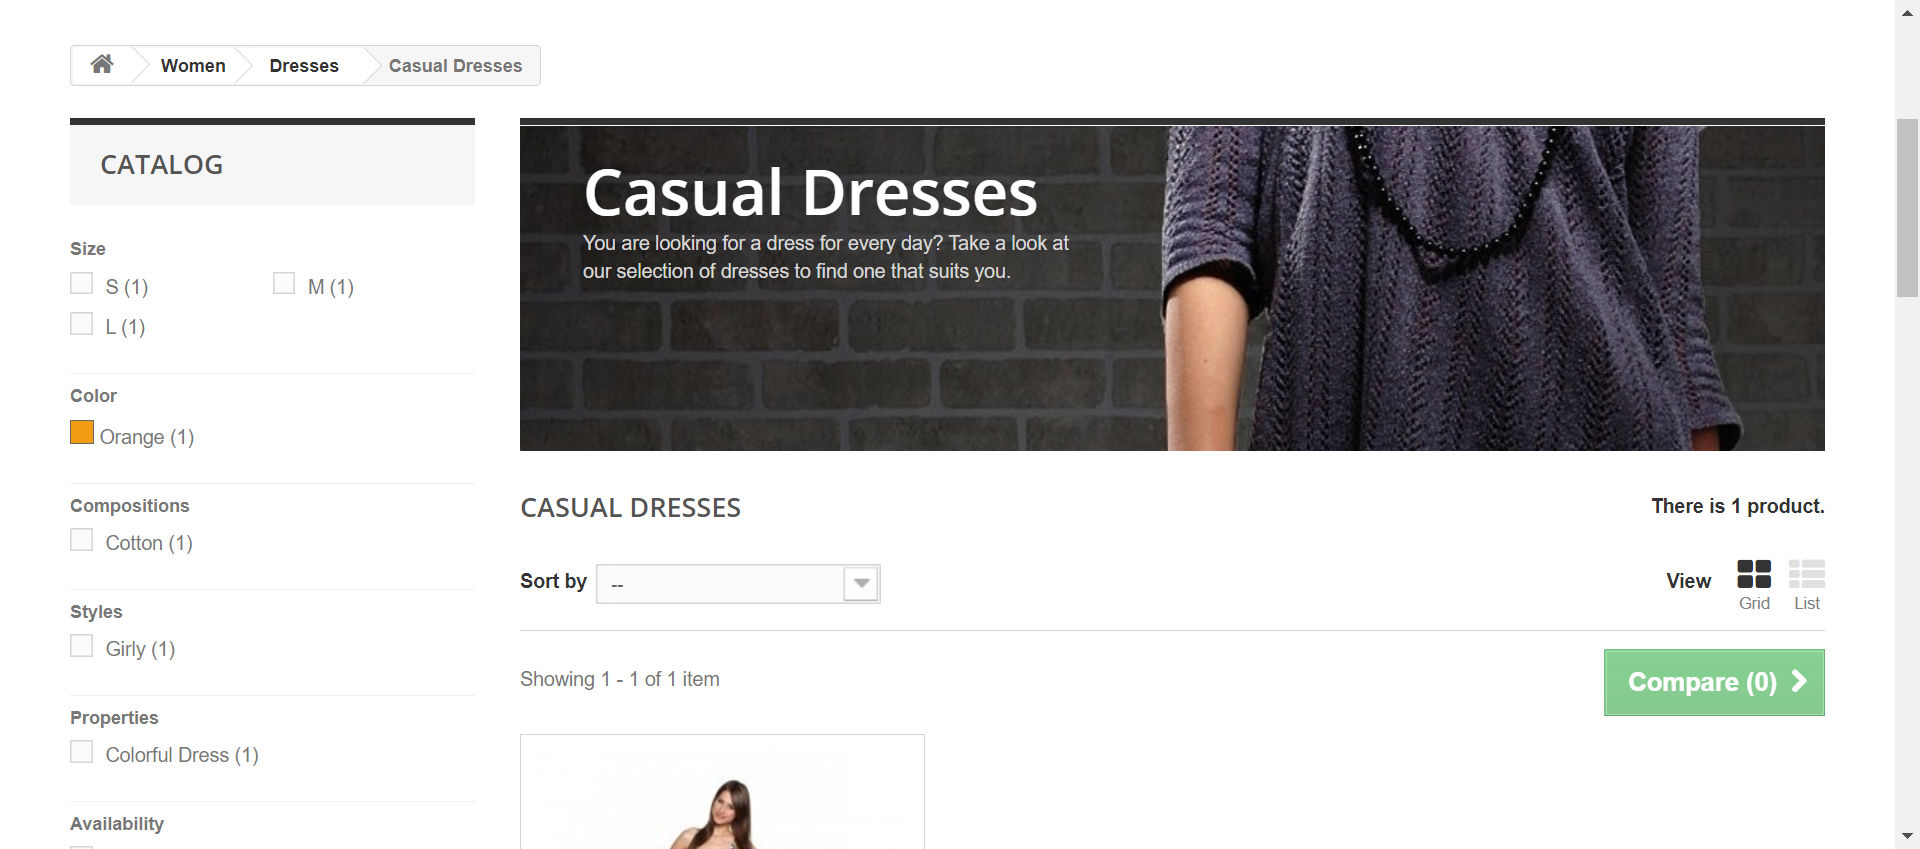 Women
Dresses
Casual Dresses
CATALOG
Size
S (1)
M (1)
L (1)
Color
Orange (1)
Compositions
Cotton (1)
Styles
Girly (1)
Properties
Colorful Dress (1)
Availability
Casual Dresses
You are looking for a dress for every day? Take a look at
our selection of dresses to find one that suits you.
CASUAL DRESSES
There is 1 product.
Sort by
--
View
Grid
List
Showing 1 - 1 of 1 item
Compare (0)